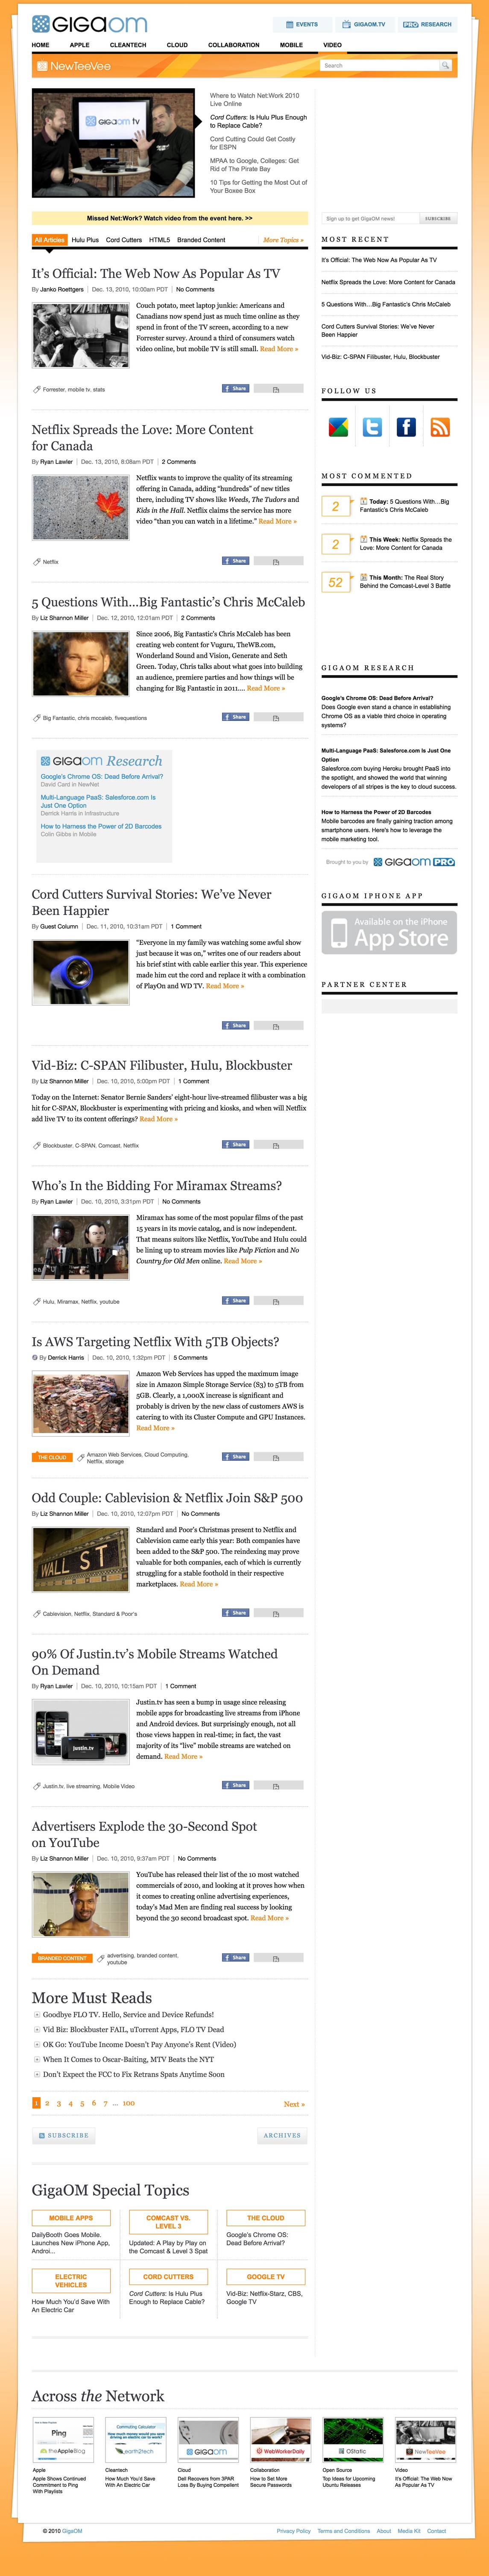 GIGAOM
EVENTS
GIGAOM.TV
PRO RESEARCH
HOME APPLE CLEANTECH CLOUD COLLABORATION MOBILE VIDEO
NewTeeVee
Search
GIGAOM tv
Where to Watch Net:Work 2010
Live Online
Cord Cutters: Is Hulu Plus Enough
to Replace Cable?
Cord Cutting Could Get Costly
for ESPN
MPAA to Google, Colleges: Get
Rid of The Pirate Bay
10 Tips for Getting the Most Out of
Your Boxee Box
Missed Net:Work? Watch video from the event here. >>
All Articles Hulu Plus Cord Cutters HTML5 Branded Content More Topics »
It's Official: The Web Now As Popular As TV
By Janko Roettgers | Dec. 13, 2010, 10:00am PDT | No Comments
Couch potato, meet laptop junkie: Americans and
Canadians now spend just as much time online as they
spend in front of the TV screen, according to a new
Forrester survey. Around a third of consumers watch
video online, but mobile TV is still small. Read More »
Forrester, mobile tv, stats
Share
Netflix Spreads the Love: More Content
for Canada
By Ryan Lawler | Dec. 13, 2010, 8:08am PDT | 2 Comments
Netflix wants to improve the quality of its streaming
offering in Canada, adding "hundreds" of new titles
there, including TV shows like Weeds, The Tudors and
Kids in the Hall. Netflix claims the service has more
video "than you can watch in a lifetime." Read More »
Netflix
Share
5 Questions With…Big Fantastic's Chris McCaleb
By Liz Shannon Miller | Dec. 12, 2010, 12:01am PDT | 2 Comments
Since 2006, Big Fantastic's Chris McCaleb has been
creating web content for Vuguru, TheWB.com,
Wonderland Sound and Vision, Generate and Seth
Green. Today, Chris talks about what goes into building
an audience, premiere parties and how things will be
changing for Big Fantastic in 2011.... Read More »
Big Fantastic, chris mccaleb, fivequestions
Share
GIGAOM Research
Google's Chrome OS: Dead Before Arrival?
David Card in NewNet
Multi-Language PaaS: Salesforce.com Is
Just One Option
Derrick Harris in Infrastructure
How to Harness the Power of 2D Barcodes
Colin Gibbs in Mobile
Cord Cutters Survival Stories: We've Never
Been Happier
By Guest Column | Dec. 11, 2010, 10:31am PDT | 1 Comment
"Everyone in my family was watching some awful show
just because it was on," writes one of our readers about
his brief stint with cable earlier this year. This experience
made him cut the cord and replace it with a combination
of PlayOn and WD TV. Read More »
Share
Vid-Biz: C-SPAN Filibuster, Hulu, Blockbuster
By Liz Shannon Miller | Dec. 10, 2010, 5:00pm PDT | 1 Comment
Today on the Internet: Senator Bernie Sanders' eight-hour live-streamed filibuster was a big
hit for C-SPAN, Blockbuster is experimenting with pricing and kiosks, and when will Netflix
add live TV to its content offerings? Read More »
Blockbuster, C-SPAN, Comcast, Netflix
Share
Who's In the Bidding For Miramax Streams?
By Ryan Lawler | Dec. 10, 2010, 3:31pm PDT | No Comments
Miramax has some of the most popular films of the past
15 years in its movie catalog, and is now independent.
That means suitors like Netflix, YouTube and Hulu could
be lining up to stream movies like Pulp Fiction and No
Country for Old Men online. Read More »
Hulu, Miramax, Netflix, youtube
Share
Is AWS Targeting Netflix With 5TB Objects?
By Derrick Harris | Dec. 10, 2010, 1:32pm PDT | 5 Comments
Amazon Web Services has upped the maximum image
size in Amazon Simple Storage Service (S3) to 5TB from
5GB. Clearly, a 1,000X increase is significant and
probably is driven by the new class of customers AWS is
catering to with its Cluster Compute and GPU Instances.
Read More »
THE CLOUD
Amazon Web Services, Cloud Computing,
Netflix, storage
Share
Odd Couple: Cablevision & Netflix Join S&P 500
By Liz Shannon Miller | Dec. 10, 2010, 12:07pm PDT | No Comments
WALL ST
Standard and Poor's Christmas present to Netflix and
Cablevision came early this year: Both companies have
been added to the S&P 500. The reindexing may prove
valuable for both companies, each of which is currently
struggling for a stable foothold in their respective
marketplaces. Read More »
Cablevision, Netflix, Standard & Poor's
Share
90% Of Justin.tv's Mobile Streams Watched
On Demand
By Ryan Lawler | Dec. 10, 2010, 10:15am PDT | 1 Comment
justin.tv
Justin.tv has seen a bump in usage since releasing
mobile apps for broadcasting live streams from iPhone
and Android devices. But surprisingly enough, not all
those views happen in real-time; in fact, the vast
majority of its "live" mobile streams are watched on
demand. Read More »
Justin.tv, live streaming, Mobile Video
Share
Advertisers Explode the 30-Second Spot
on YouTube
By Liz Shannon Miller | Dec. 10, 2010, 9:37am PDT | No Comments
YouTube has released their list of the 10 most watched
commercials of 2010, and looking at it proves how when
it comes to creating online advertising experiences,
today's Mad Men are finding real success by looking
beyond the 30 second broadcast spot. Read More »
BRANDED CONTENT
advertising, branded content,
youtube
Share
More Must Reads
Goodbye FLO TV. Hello, Service and Device Refunds!
Vid Biz: Blockbuster FAIL, uTorrent Apps, FLO TV Dead
OK Go: YouTube Income Doesn't Pay Anyone's Rent (Video)
When It Comes to Oscar-Baiting, MTV Beats the NYT
Don't Expect the FCC to Fix Retrans Spats Anytime Soon
1 2 3 4 5 6 7 ... 100 Next »
SUBSCRIBE
ARCHIVES
GigaOM Special Topics
MOBILE APPS
DailyBooth Goes Mobile.
Launches New iPhone App,
Androi...
COMCAST VS.
LEVEL 3
Updated: A Play by Play on
the Comcast & Level 3 Spat
THE CLOUD
Google's Chrome OS:
Dead Before Arrival?
ELECTRIC
VEHICLES
How Much You'd Save With
An Electric Car
CORD CUTTERS
Cord Cutters: Is Hulu Plus
Enough to Replace Cable?
GOOGLE TV
Vid-Biz: Netflix-Starz, CBS,
Google TV
Sign up to get GigaOM news!
SUBSCRIBE
MOST RECENT
It's Official: The Web Now As Popular As TV
Netflix Spreads the Love: More Content for Canada
5 Questions With…Big Fantastic's Chris McCaleb
Cord Cutters Survival Stories: We've Never
Been Happier
Vid-Biz: C-SPAN Filibuster, Hulu, Blockbuster
FOLLOW US
MOST COMMENTED
2
Today: 5 Questions With…Big
Fantastic's Chris McCaleb
2
This Week: Netflix Spreads the
Love: More Content for Canada
52
This Month: The Real Story
Behind the Comcast-Level 3 Battle
GIGAOM RESEARCH
Google's Chrome OS: Dead Before Arrival?
Does Google even stand a chance in establishing
Chrome OS as a viable third choice in operating
systems?
Multi-Language PaaS: Salesforce.com Is Just One
Option
Salesforce.com buying Heroku brought PaaS into
the spotlight, and showed the world that winning
developers of all stripes is the key to cloud success.
How to Harness the Power of 2D Barcodes
Mobile barcodes are finally gaining traction among
smartphone users. Here's how to leverage the
mobile marketing tool.
Brought to you by GIGAOM PRO
GIGAOM IPHONE APP
Available on the iPhone
App Store
PARTNER CENTER
Across the Network
Ping
theAppleBlog
Apple
Apple Shows Continued
Commitment to Ping
With Playlists
earth2tech
Cleantech
How Much You'd Save
With An Electric Car
GIGAOM
Cloud
Dell Recovers from 3PAR
Loss By Buying Compellent
WebWorkerDaily
Collaboration
How to Set More
Secure Passwords
OStatic
Open Source
Top Ideas for Upcoming
Ubuntu Releases
NewTeeVee
Video
It's Official: The Web Now
As Popular As TV
© 2010 GigaOM
Privacy Policy Terms and Conditions About Media Kit Contact